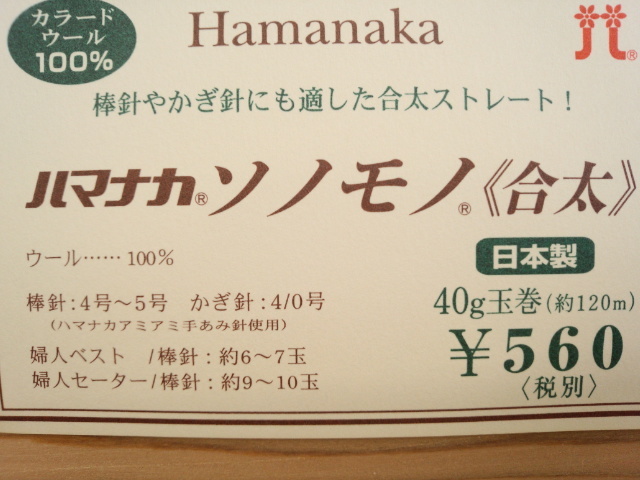 カラード
ウール
100%
Hamanaka
棒針やかぎ針にも適した合太ストレート!
ハマナカ®ソノモノ®《合太》
ウール……100%
日本製
棒針:4号〜5号 かぎ針:4/0号
(ハマナカアミアミ手あみ針使用)
40g玉巻(約120m)
婦人ベスト /棒針:約6〜7玉
婦人セーター/棒針:約9〜10玉
¥560
〈税別〉